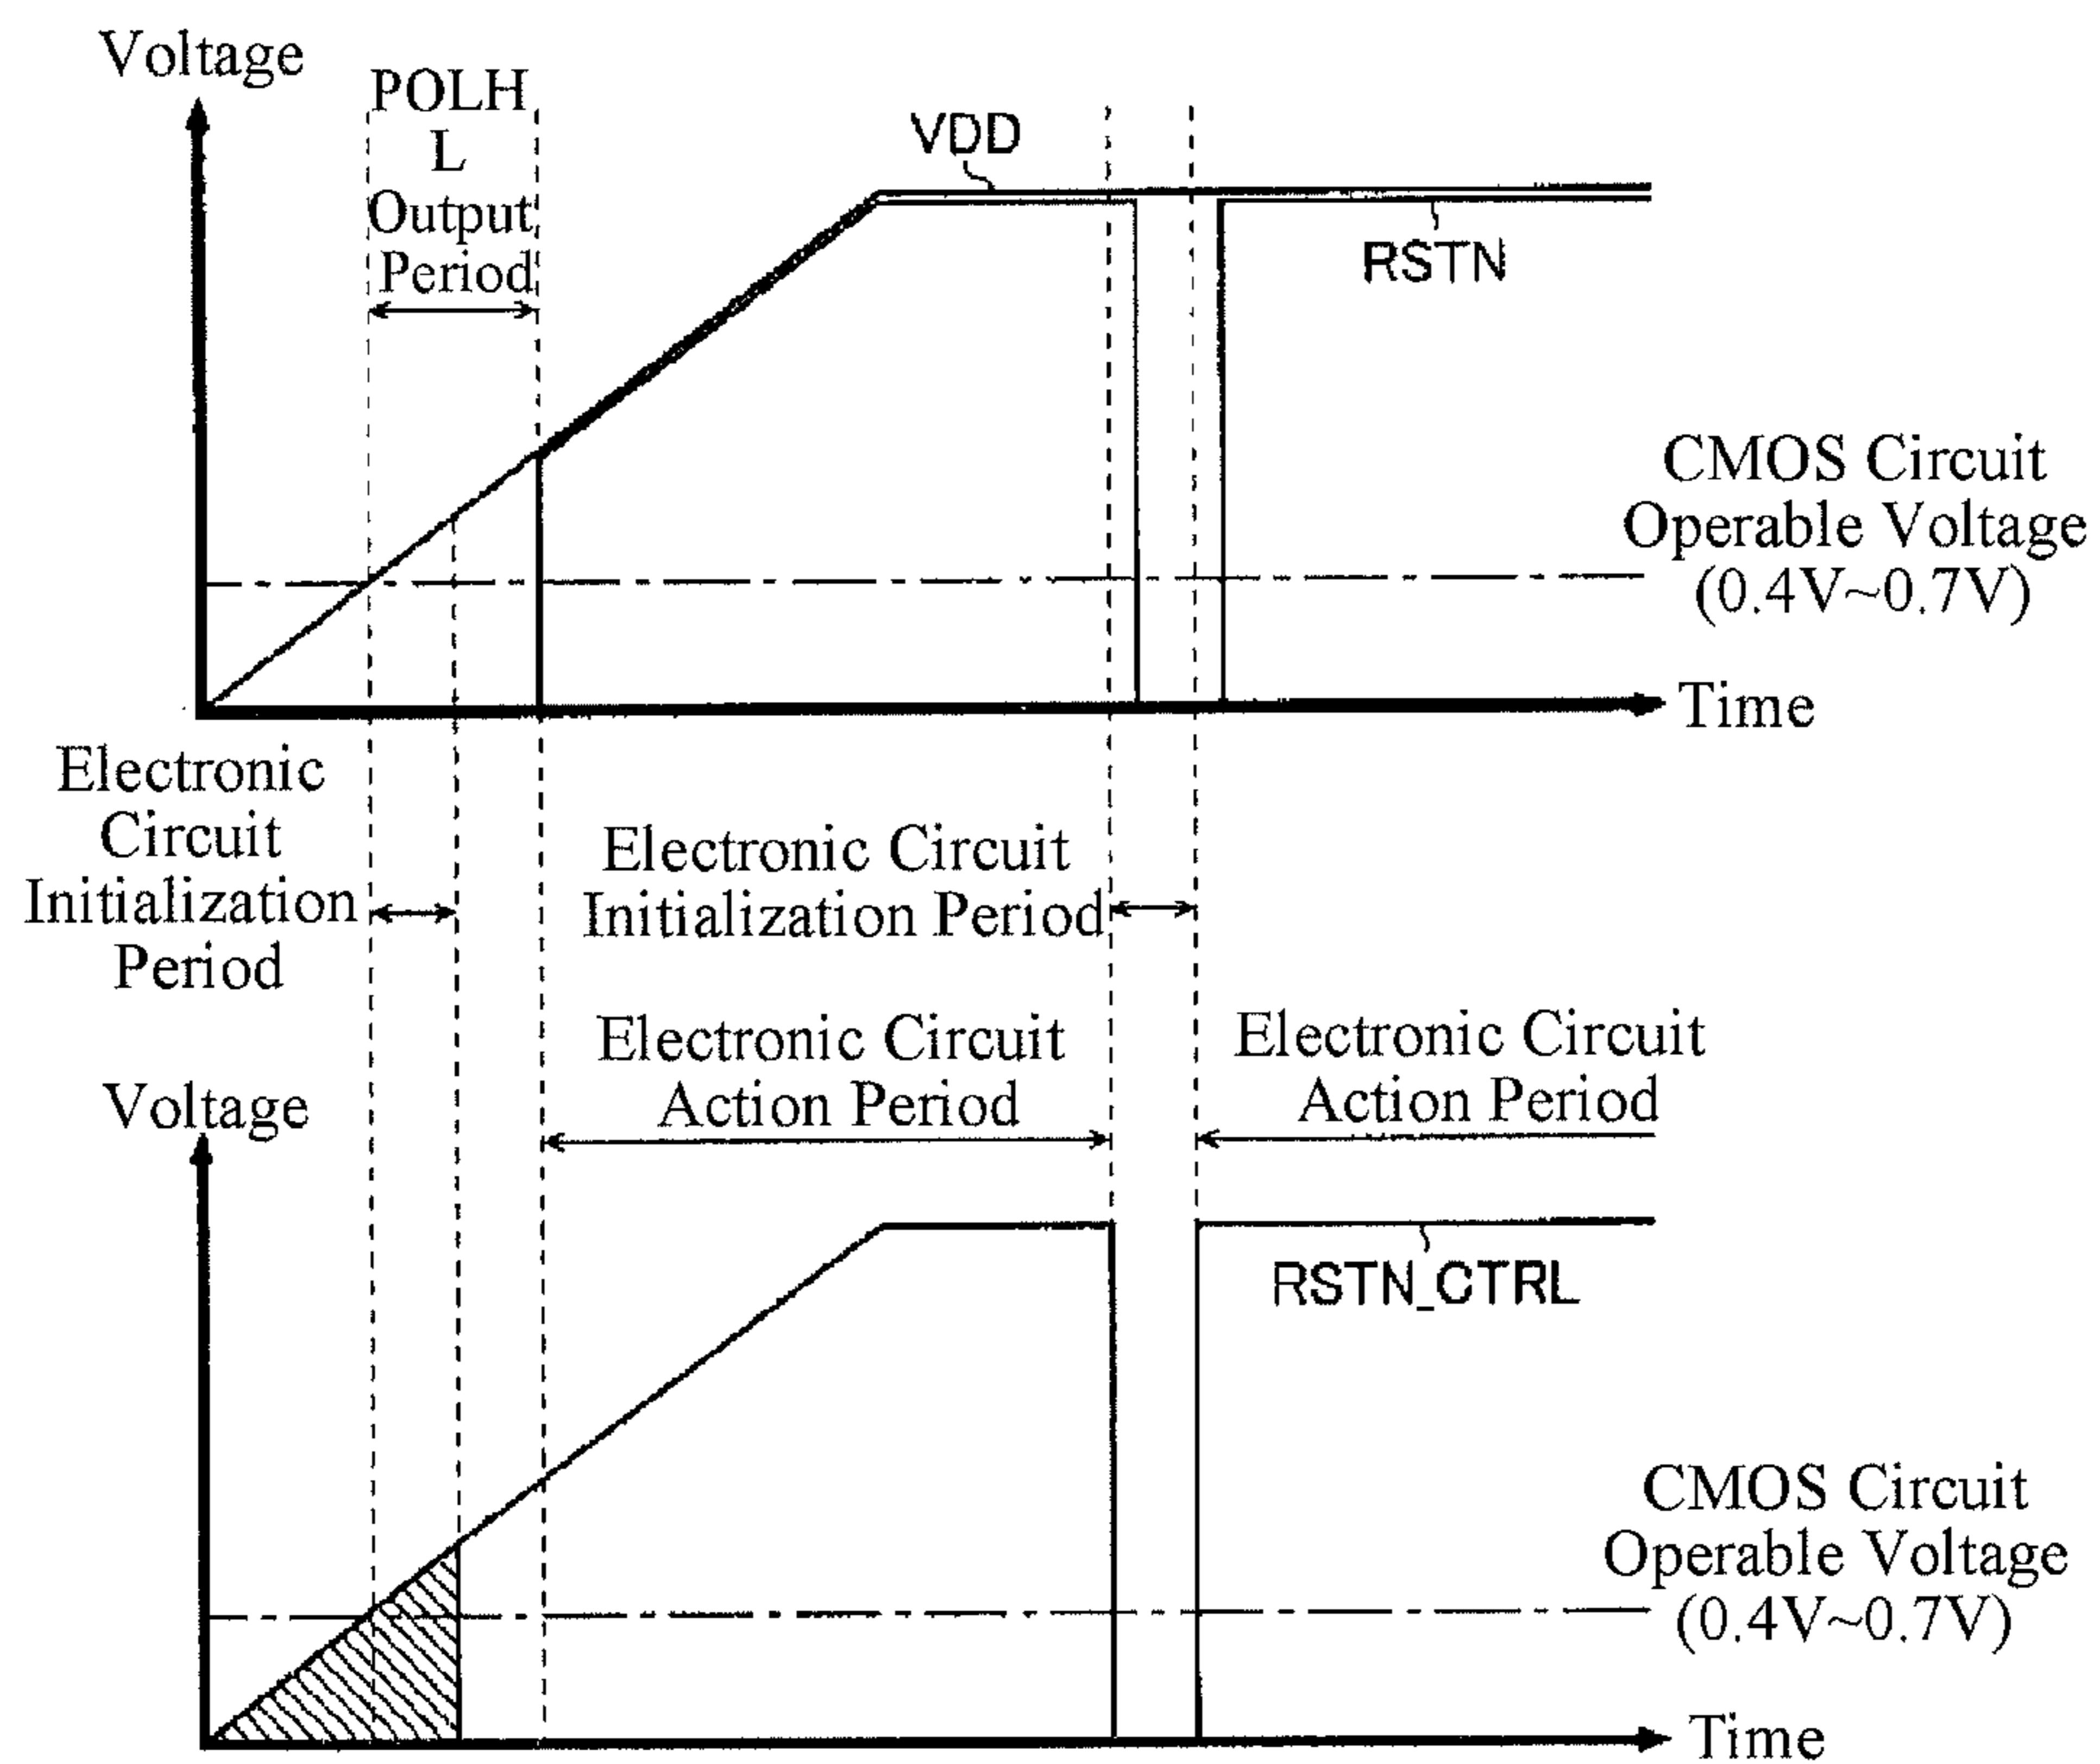 Voltage
POLH
L
Output
Period
VDD
RSTN
CMOS Circuit
Operable Voltage
(0.4V~0.7V)
Time
Electronic
Circuit
Initialization
Period
Electronic Circuit
Initialization Period
Electronic Circuit
Action Period
Electronic Circuit
Action Period
Voltage
RSTN_CTRL
CMOS Circuit
Operable Voltage
(0.4V~0.7V)
Time